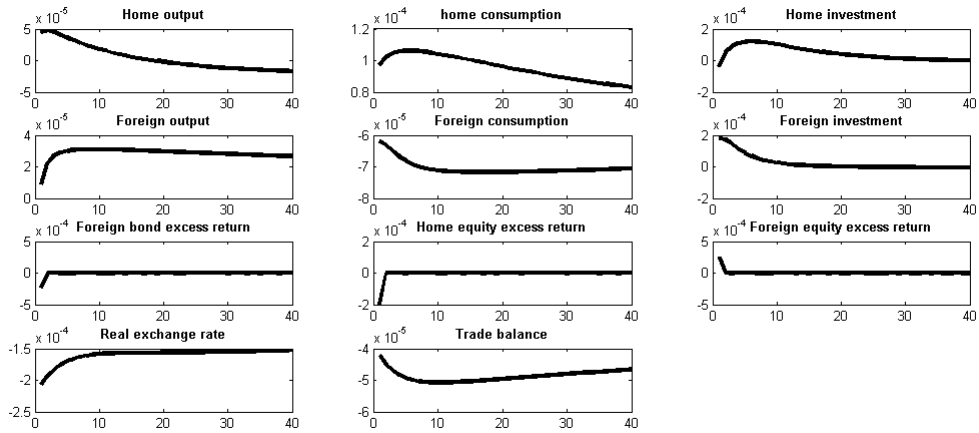 x 10^-5 Home output
5
0
-5
0 10 20 30 40
x 10^-4 home consumption
1.2
1
0.8
0 10 20 30 40
x 10^-4 Home investment
2
0
-2
0 10 20 30 40
x 10^-5 Foreign output
4
2
0
0 10 20 30 40
x 10^-5 Foreign consumption
-6
-7
-8
0 10 20 30 40
x 10^-4 Foreign investment
2
0
-2
0 10 20 30 40
x 10^-4 Foreign bond excess return
5
0
-5
0 10 20 30 40
x 10^-4 Home equity excess return
2
0
-2
0 10 20 30 40
x 10^-4 Foreign equity excess return
5
0
-5
0 10 20 30 40
x 10^-4 Real exchange rate
-1.5
-2
-2.5
0 10 20 30 40
x 10^-5 Trade balance
-4
-5
-6
0 10 20 30 40